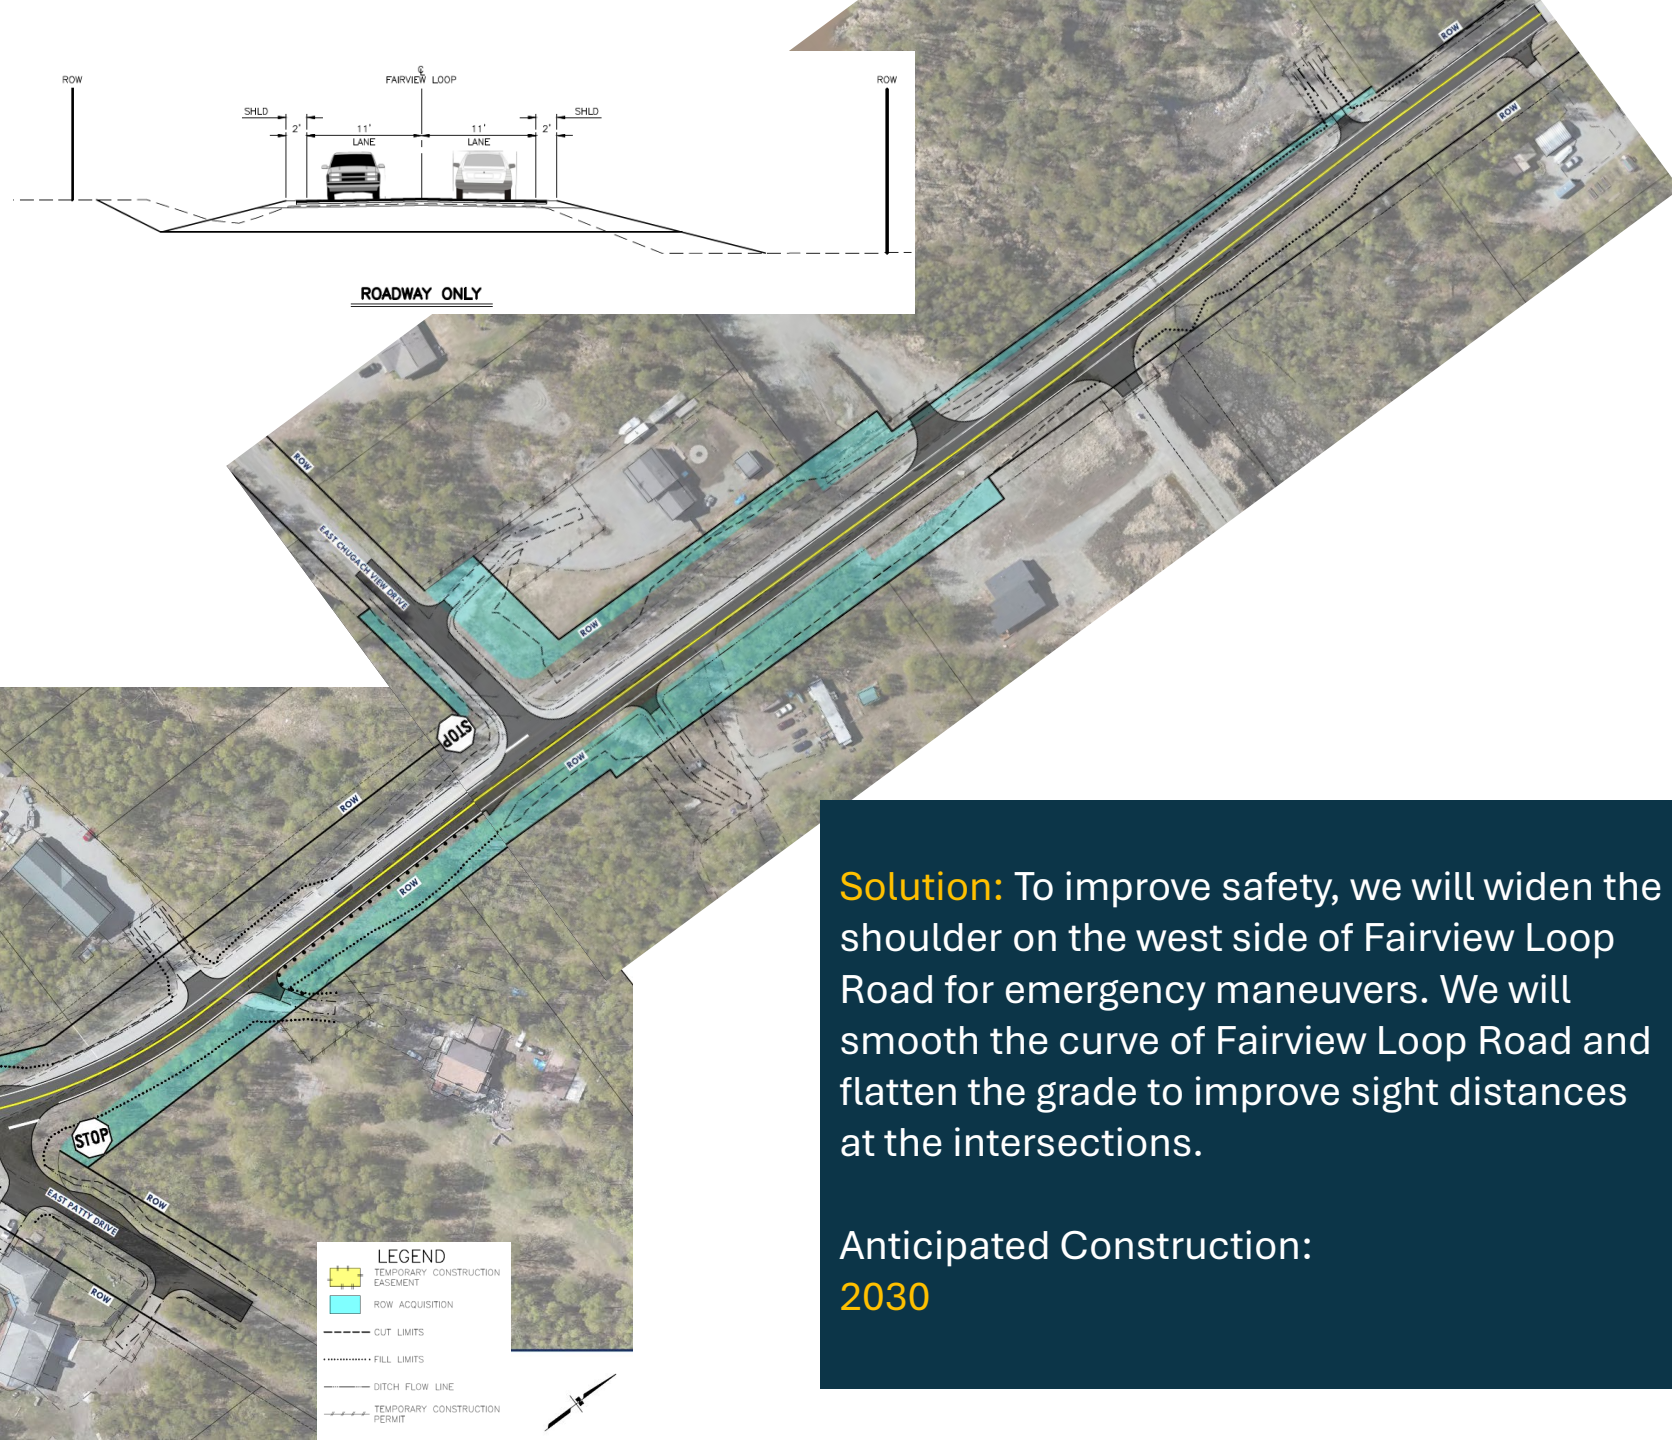 ROW
℄
FAIRVIEW LOOP
ROW
SHLD
SHLD
2'
11'
11'
2'
LANE
LANE
ROADWAY ONLY
ROW
ROW
ROW
EAST CHUGACH VIEW DRIVE
ROW
STOP
ROW
ROW
ROW
STOP
EAST PATTY DRIVE
ROW
ROW
LEGEND
TEMPORARY CONSTRUCTION
EASEMENT
ROW ACQUISITION
CUT LIMITS
FILL LIMITS
DITCH FLOW LINE
TEMPORARY CONSTRUCTION
PERMIT
Solution: To improve safety, we will widen the
shoulder on the west side of Fairview Loop
Road for emergency maneuvers. We will
smooth the curve of Fairview Loop Road and
flatten the grade to improve sight distances
at the intersections.
Anticipated Construction:
2030